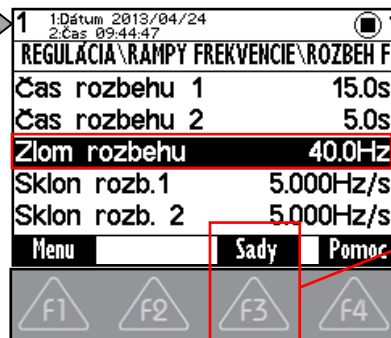 1 1:Dátum 2013/04/24 1
2:Čas 09:44:47
REGULÁCIA\RAMPY FREKVENCIE\ROZBEH F
Čas rozbehu 1 15.0s
Čas rozbehu 2 5.0s
Zlom rozbehu 40.0Hz
Sklon rozb.1 5.000Hz/s
Sklon rozb. 2 5.000Hz/s
Menu Sady Pomoc
F1 F2 F3 F4